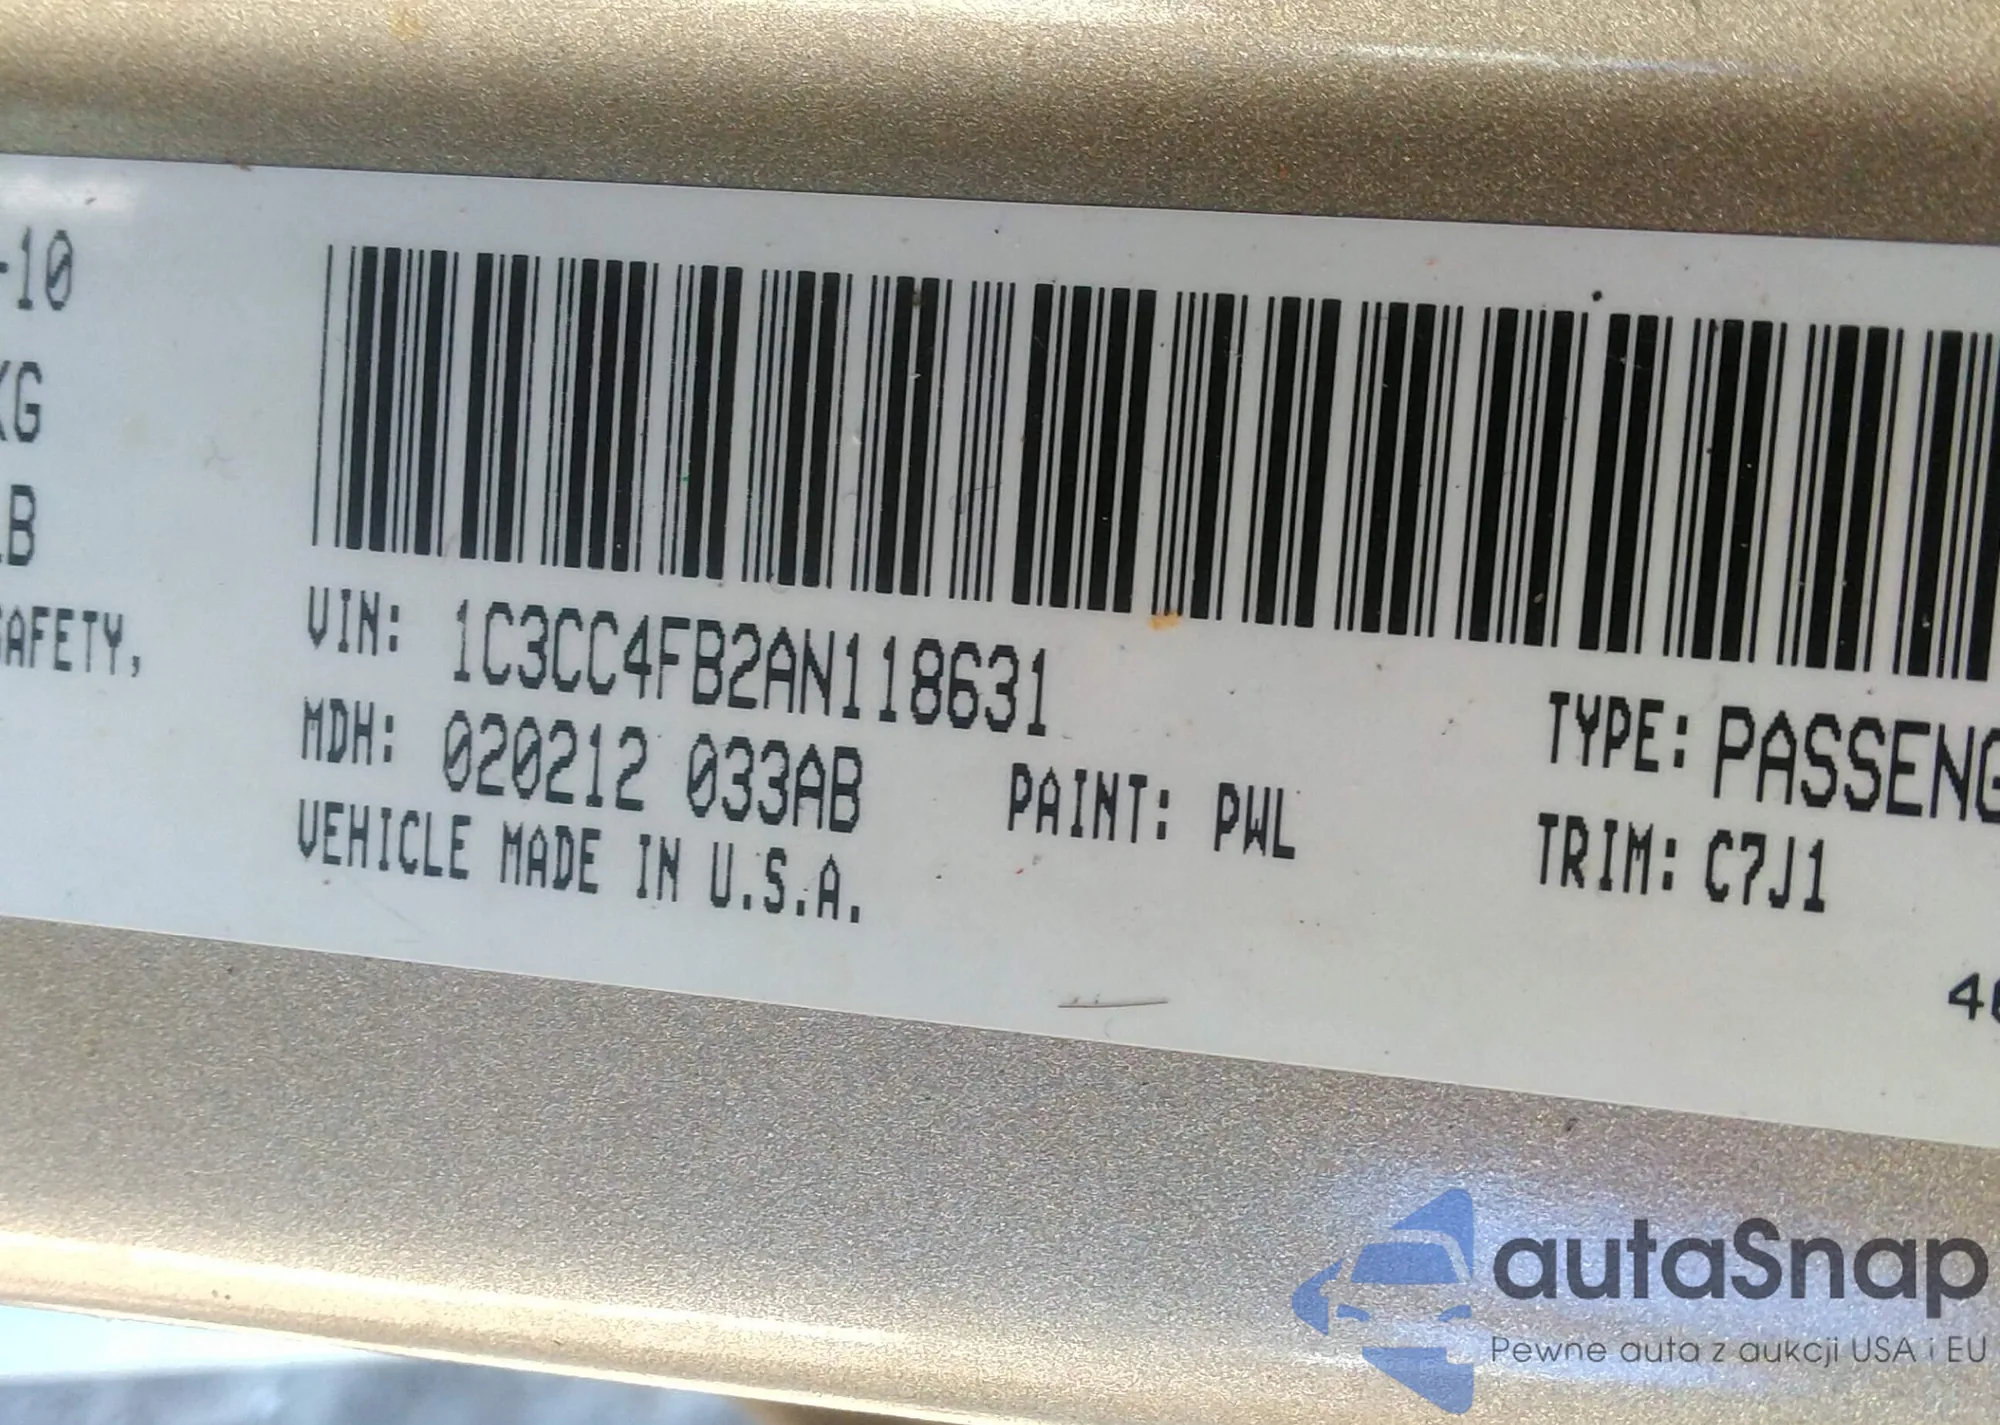 -10
KG
LB
SAFETY,
VIN: 1C3CC4FB2AN118631
MDH: 020212 033AB
PAINT: PWL
VEHICLE MADE IN U.S.A.
TYPE: PASSENG
TRIM: C7J1
autaSnap
Pewne auta z aukcji USA i EU